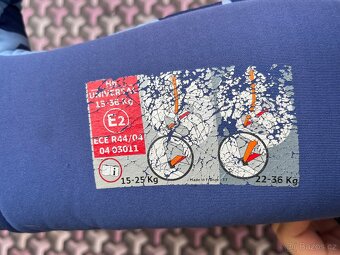 UNIVERSAL
15-36 Kg
E2
ECE R44/04
04 03011
i
15-25 Kg
Made in France
22-36 Kg